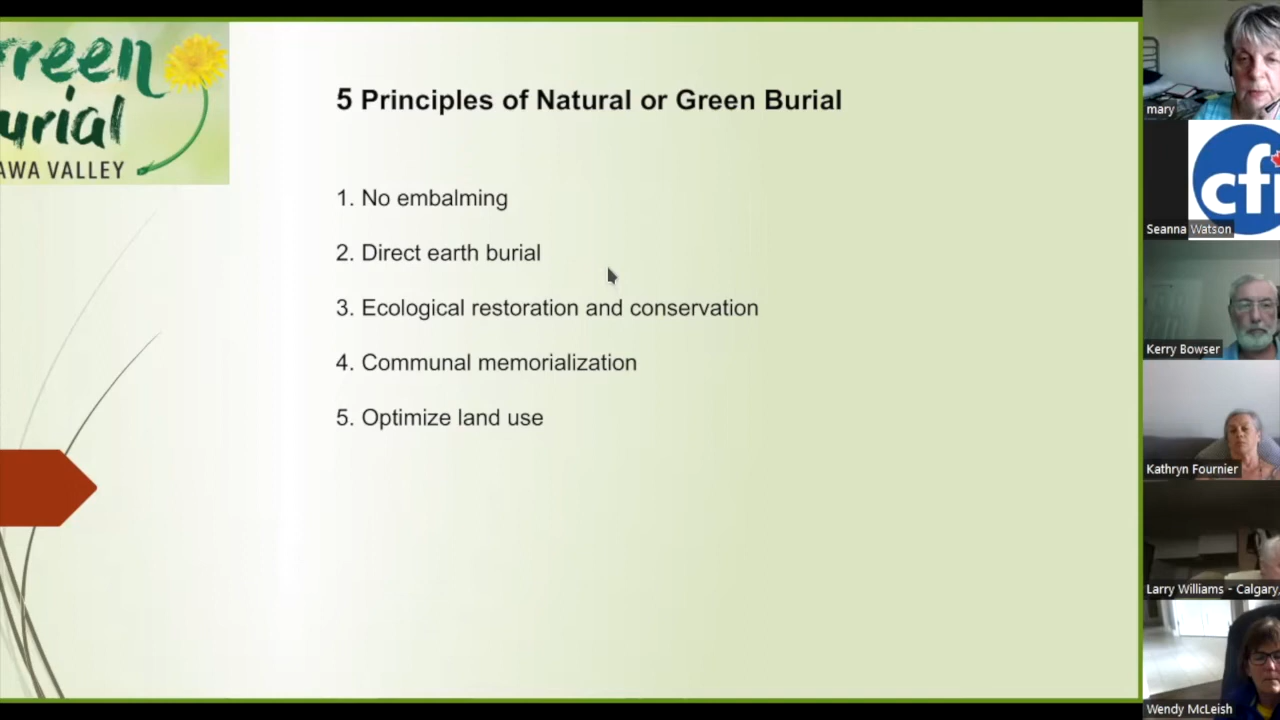 reen
urial
AWA VALLEY
5 Principles of Natural or Green Burial
1. No embalming
2. Direct earth burial
3. Ecological restoration and conservation
4. Communal memorialization
5. Optimize land use
mary
cfi
Seanna Watson
Kerry Bowser
Kathryn Fournier
Larry Williams - Calgary,
Wendy McLeish